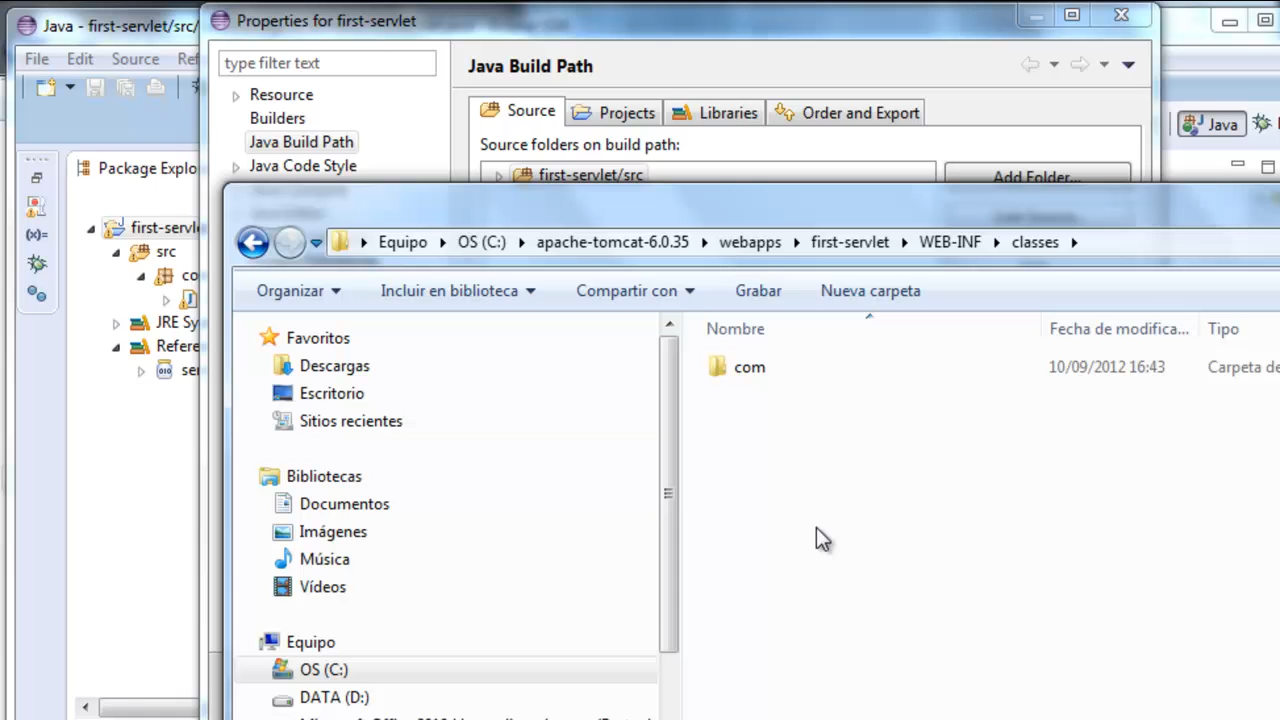 Java - first-servlet/src/
File Edit Source Ref
Package Explo
first-servle
src
co
JRE Sy
Refere
se
Properties for first-servlet
type filter text
Resource
Builders
Java Build Path
Java Code Style
Java Build Path
Source Projects Libraries Order and Export
Source folders on build path:
first-servlet/src
Add Folder...
Java
Equipo OS (C:) apache-tomcat-6.0.35 webapps first-servlet WEB-INF classes
Organizar Incluir en biblioteca Compartir con Grabar Nueva carpeta
Favoritos
Descargas
Escritorio
Sitios recientes
Bibliotecas
Documentos
Imágenes
Música
Vídeos
Equipo
OS (C:)
DATA (D:)
Nombre Fecha de modifica... Tipo
com 10/09/2012 16:43 Carpeta de